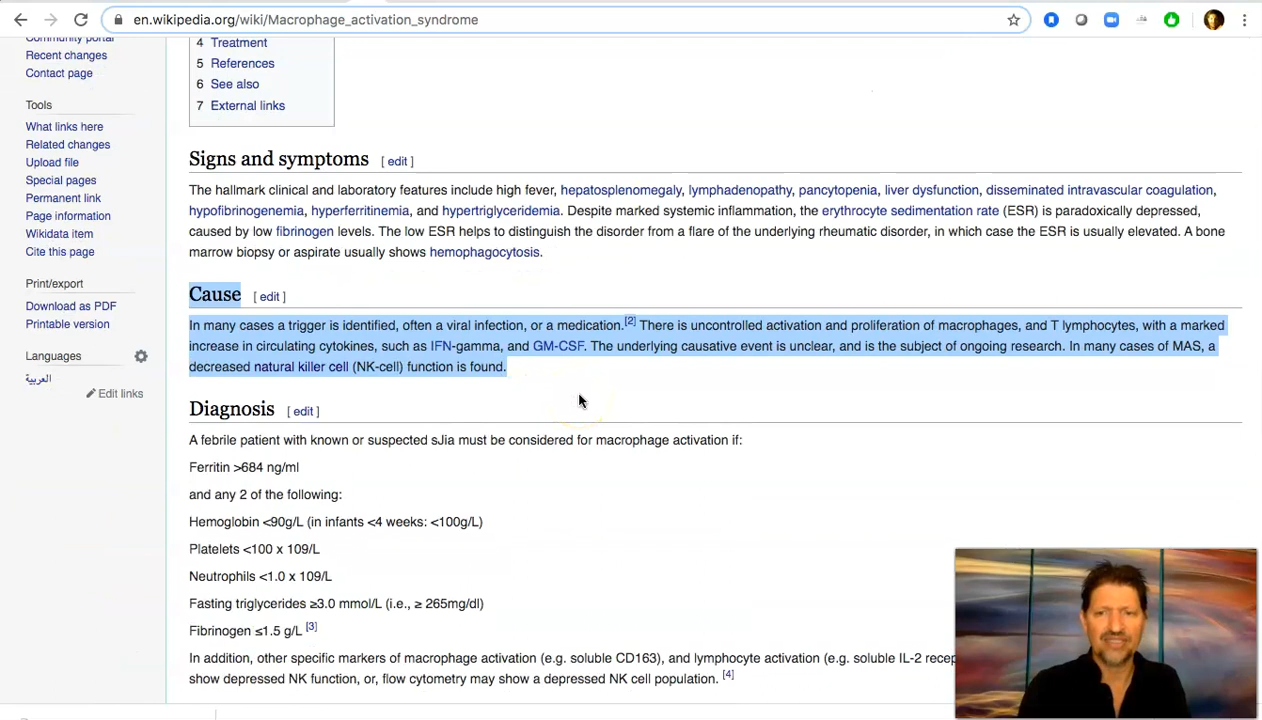 en.wikipedia.org/wiki/Macrophage_activation_syndrome
Community portal
Recent changes
Contact page
Tools
What links here
Related changes
Upload file
Special pages
Permanent link
Page information
Wikidata item
Cite this page
Print/export
Download as PDF
Printable version
Languages
العربية
Edit links
4 Treatment
5 References
6 See also
7 External links
Signs and symptoms [ edit ]
The hallmark clinical and laboratory features include high fever, hepatosplenomegaly, lymphadenopathy, pancytopenia, liver dysfunction, disseminated intravascular coagulation,
hypofibrinogenemia, hyperferritinemia, and hypertriglyceridemia. Despite marked systemic inflammation, the erythrocyte sedimentation rate (ESR) is paradoxically depressed,
caused by low fibrinogen levels. The low ESR helps to distinguish the disorder from a flare of the underlying rheumatic disorder, in which case the ESR is usually elevated. A bone
marrow biopsy or aspirate usually shows hemophagocytosis.
Cause [ edit ]
In many cases a trigger is identified, often a viral infection, or a medication.[2] There is uncontrolled activation and proliferation of macrophages, and T lymphocytes, with a marked
increase in circulating cytokines, such as IFN-gamma, and GM-CSF. The underlying causative event is unclear, and is the subject of ongoing research. In many cases of MAS, a
decreased natural killer cell (NK-cell) function is found.
Diagnosis [ edit ]
A febrile patient with known or suspected sJia must be considered for macrophage activation if:
Ferritin >684 ng/ml
and any 2 of the following:
Hemoglobin <90g/L (in infants <4 weeks: <100g/L)
Platelets <100 x 109/L
Neutrophils <1.0 x 109/L
Fasting triglycerides ≥3.0 mmol/L (i.e., ≥ 265mg/dl)
Fibrinogen ≤1.5 g/L [3]
In addition, other specific markers of macrophage activation (e.g. soluble CD163), and lymphocyte activation (e.g. soluble IL-2
show depressed NK function, or, flow cytometry may show a depressed NK cell population. [4]